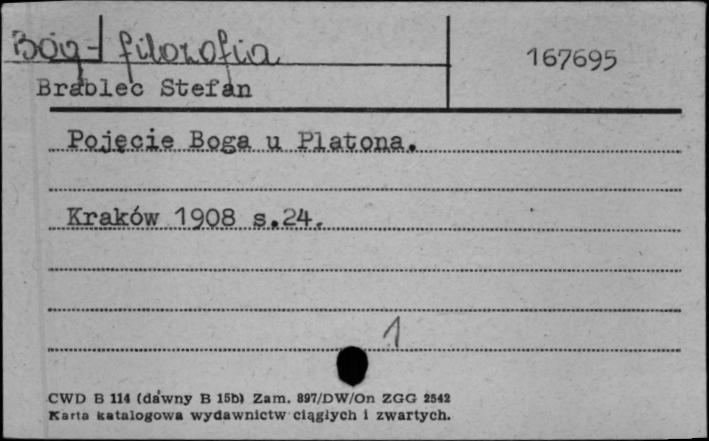 Bóg - filozofia
167695
Brablec Stefan
Pojęcie Boga u Platona.
Kraków 1908 s.24.
1
CWD B 114 (dawny B 15b) Zam. 897/DW/On ZGG 2542
Karta katalogowa wydawnictw ciągłych i zwartych.